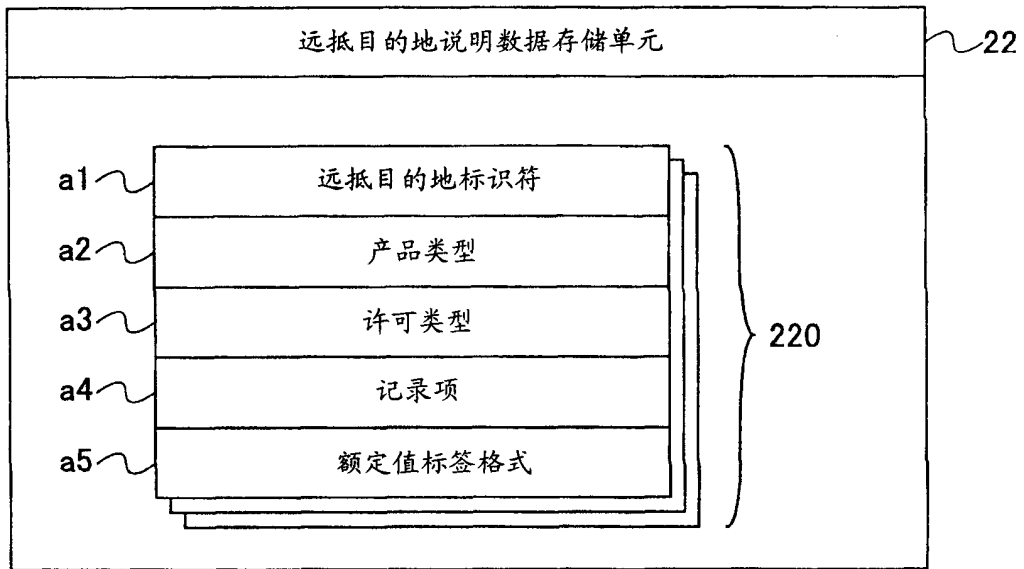 远抵目的地说明数据存储单元
22
a1
远抵目的地标识符
a2
产品类型
a3
许可类型
220
a4
记录项
a5
额定值标签格式